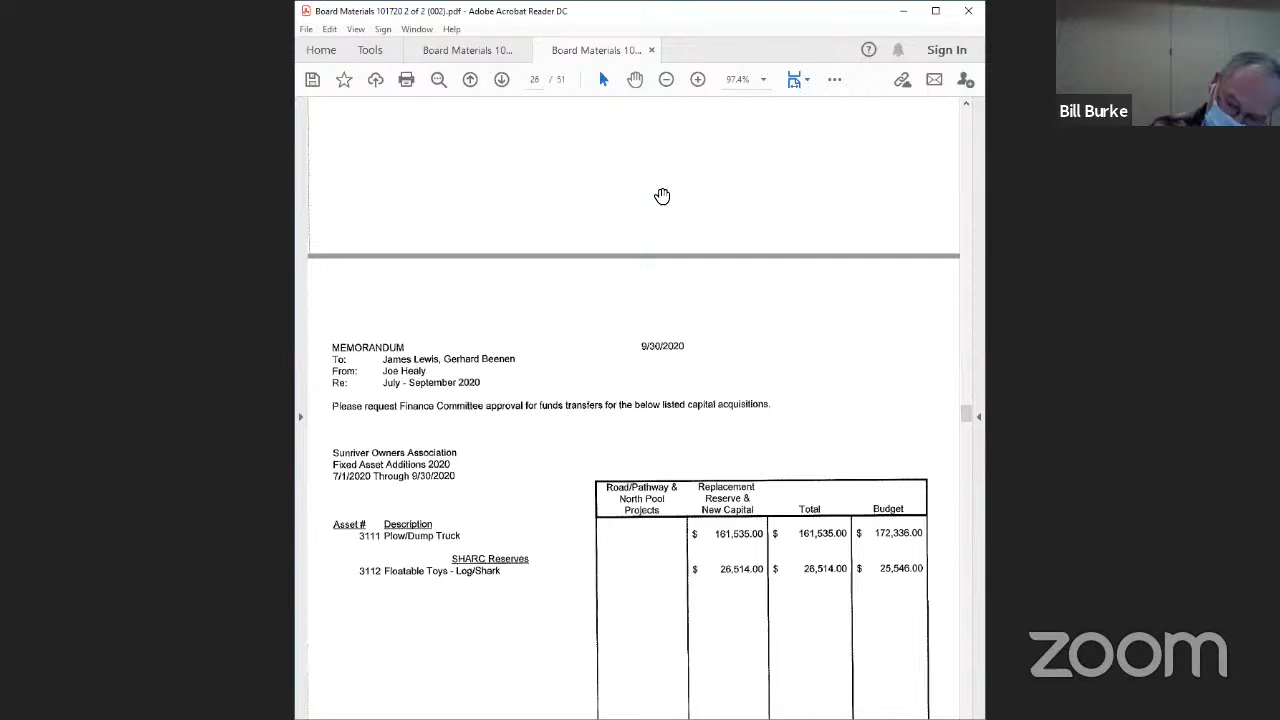 Board Materials 101720 2 of 2 (002).pdf - Adobe Acrobat Reader DC
File Edit View Sign Window Help
Home Tools Board Materials 10... Board Materials 10... × Sign In
26 / 51 97.4%
Bill Burke
MEMORANDUM 9/30/2020
To: James Lewis, Gerhard Beenen
From: Joe Healy
Re: July - September 2020
Please request Finance Committee approval for funds transfers for the below listed capital acquisitions.
Sunriver Owners Association
Fixed Asset Additions 2020
7/1/2020 Through 9/30/2020
Road/Pathway & North Pool Projects
Replacement Reserve & New Capital
Total
Budget
Asset # Description
3111 Plow/Dump Truck $ 161,535.00 $ 161,535.00 $ 172,336.00
SHARC Reserves
3112 Floatable Toys - Log/Shark $ 26,514.00 $ 26,514.00 $ 25,546.00
zoom